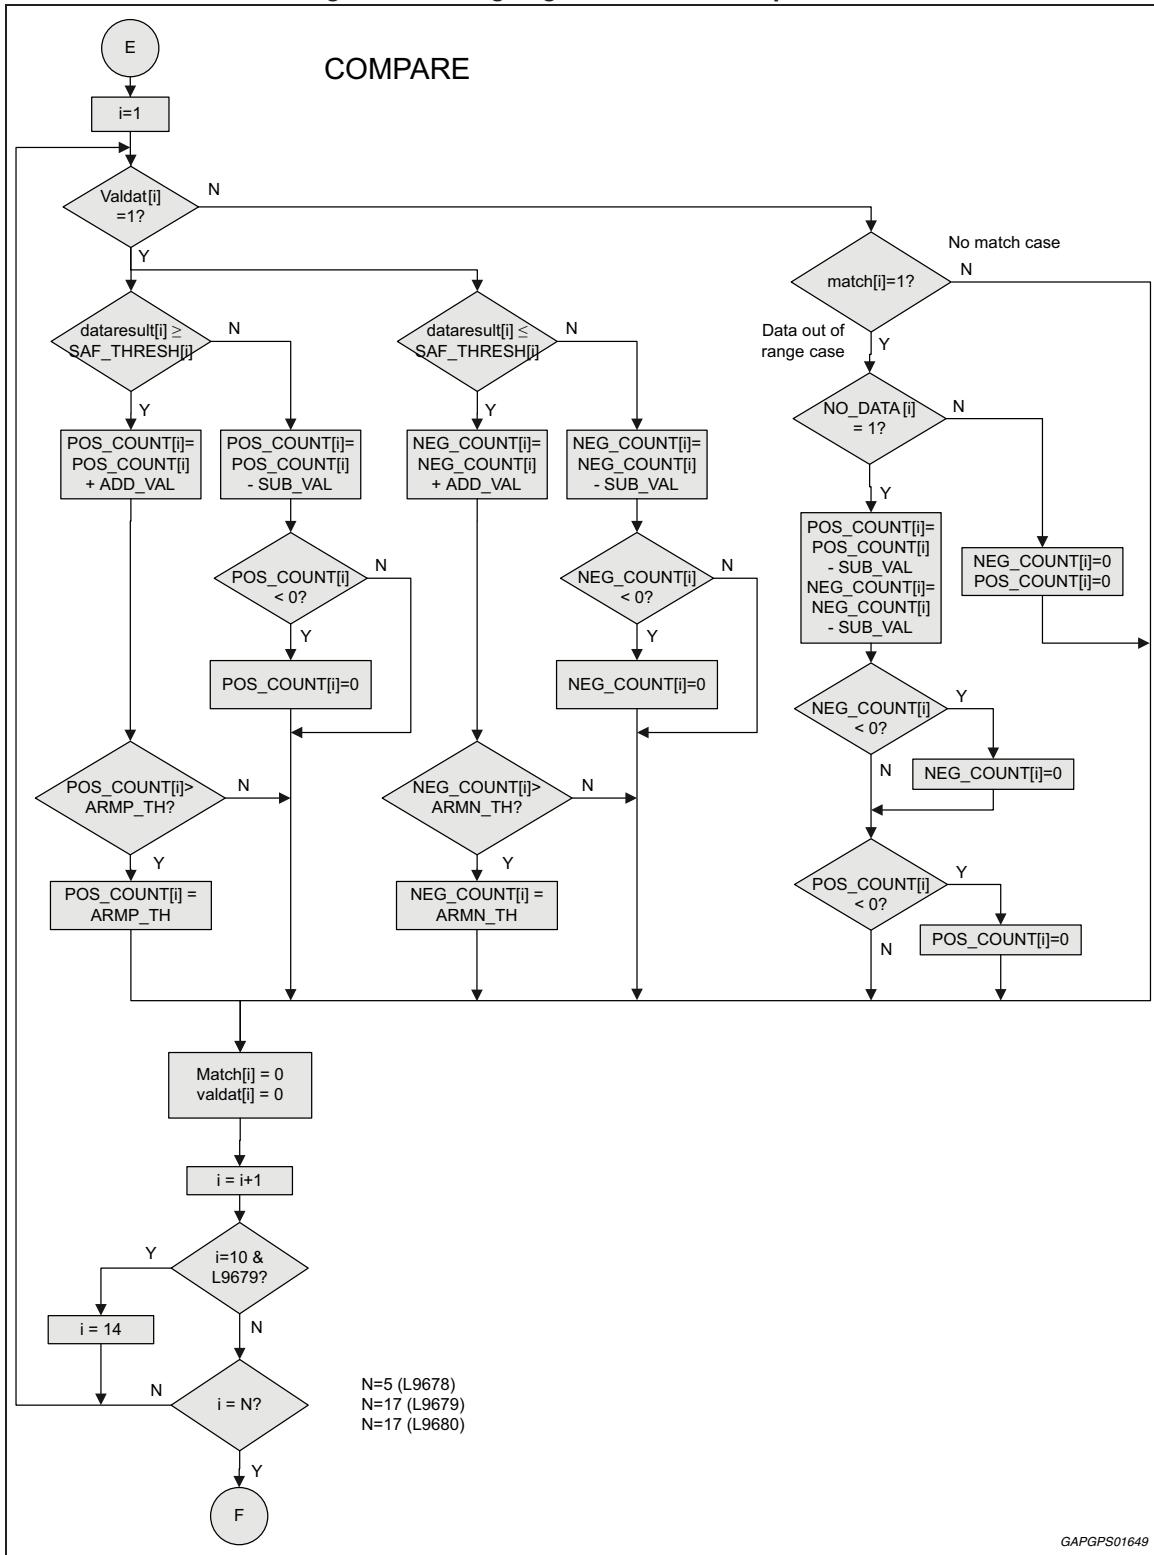 COMPARE
E
i=1
Valdat[i]
=1?
N
Y
match[i]=1?
No match case
N
Data out of
range case
Y
dataresult[i] ≥
SAF_THRESH[i]
N
Y
dataresult[i] ≤
SAF_THRESH[i]
N
Y
NO_DATA[i]
= 1?
N
Y
POS_COUNT[i]=
POS_COUNT[i]
+ ADD_VAL
POS_COUNT[i]=
POS_COUNT[i]
- SUB_VAL
NEG_COUNT[i]=
NEG_COUNT[i]
+ ADD_VAL
NEG_COUNT[i]=
NEG_COUNT[i]
- SUB_VAL
POS_COUNT[i]=
POS_COUNT[i]
- SUB_VAL
NEG_COUNT[i]=
NEG_COUNT[i]
- SUB_VAL
NEG_COUNT[i]=0
POS_COUNT[i]=0
POS_COUNT[i]
< 0?
N
Y
NEG_COUNT[i]
< 0?
N
Y
POS_COUNT[i]=0
NEG_COUNT[i]=0
NEG_COUNT[i]
< 0?
Y
N
NEG_COUNT[i]=0
POS_COUNT[i]>
ARMP_TH?
N
Y
NEG_COUNT[i]>
ARMN_TH?
N
Y
POS_COUNT[i] =
ARMP_TH
NEG_COUNT[i] =
ARMN_TH
POS_COUNT[i]
< 0?
Y
N
POS_COUNT[i]=0
Match[i] = 0
valdat[i] = 0
i = i+1
i=10 &
L9679?
Y
N
i = 14
i = N?
N
Y
N=5 (L9678)
N=17 (L9679)
N=17 (L9680)
F
GAPGPS01649